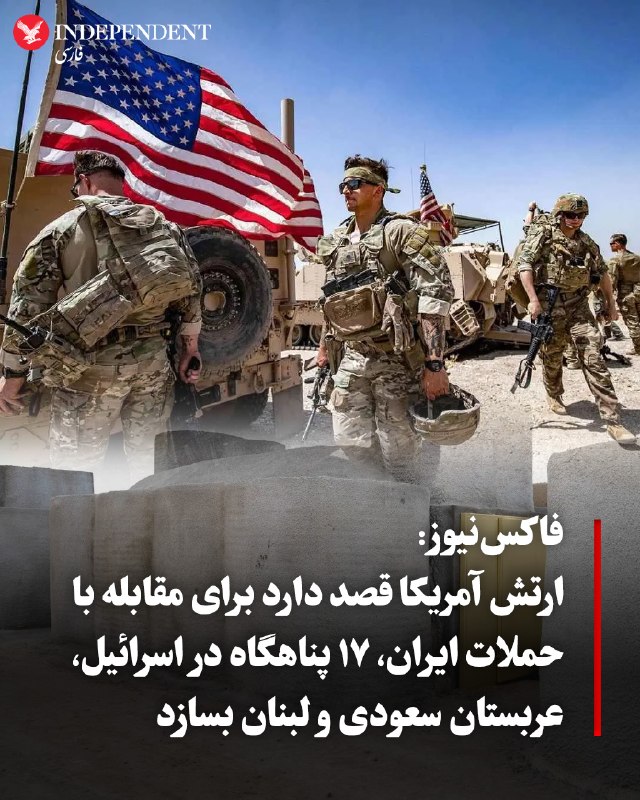 INDEPENDENT
فارسی
فاکس‌نیوز:
ارتش آمریکا قصد دارد برای مقابله با
حملات ایران، ۱۷ پناهگاه در اسرائیل،
عربستان سعودی و لبنان بسازد